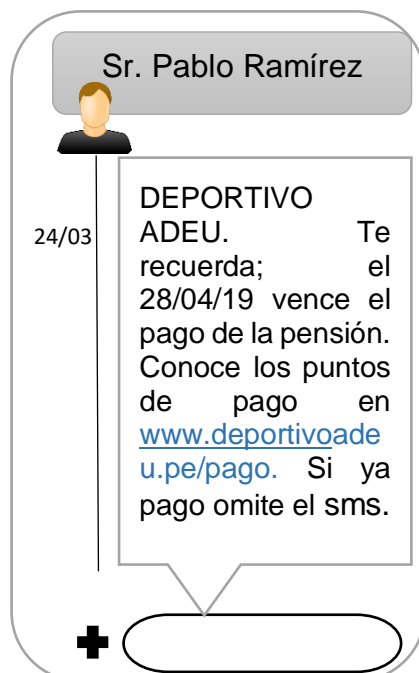 Sr. Pablo Ramírez
24/03
DEPORTIVO
ADEU. Te
recuerda; el
28/04/19 vence el
pago de la pensión.
Conoce los puntos
de pago en
www.deportivoade
u.pe/pago. Si ya
pago omite el sms.